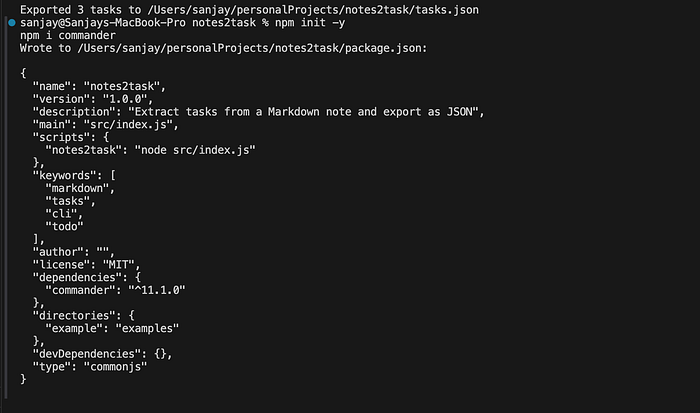 Exported 3 tasks to /Users/sanjay/personalProjects/notes2task/tasks.json
sanjay@Sanjays-MacBook-Pro notes2task % npm init -y
npm i commander
Wrote to /Users/sanjay/personalProjects/notes2task/package.json:

{
  "name": "notes2task",
  "version": "1.0.0",
  "description": "Extract tasks from a Markdown note and export as JSON",
  "main": "src/index.js",
  "scripts": {
    "notes2task": "node src/index.js"
  },
  "keywords": [
    "markdown",
    "tasks",
    "cli",
    "todo"
  ],
  "author": "",
  "license": "MIT",
  "dependencies": {
    "commander": "^11.1.0"
  },
  "directories": {
    "example": "examples"
  },
  "devDependencies": {},
  "type": "commonjs"
}